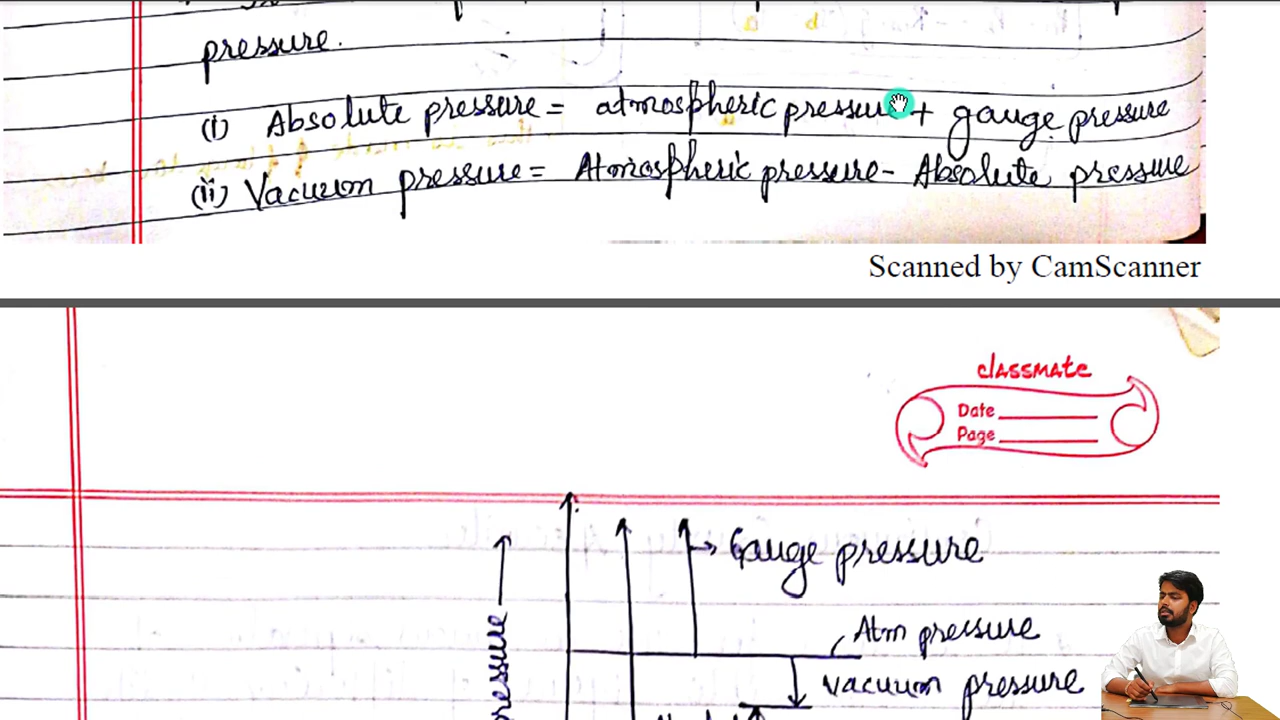 pressure.
(i) Absolute pressure = atmospheric pressure + gauge pressure
(ii) Vacuum pressure = Atmospheric pressure - Absolute pressure
Scanned by CamScanner
classmate
Date
Page
Gauge pressure
Atm pressure
Vacuum pressure
pressure